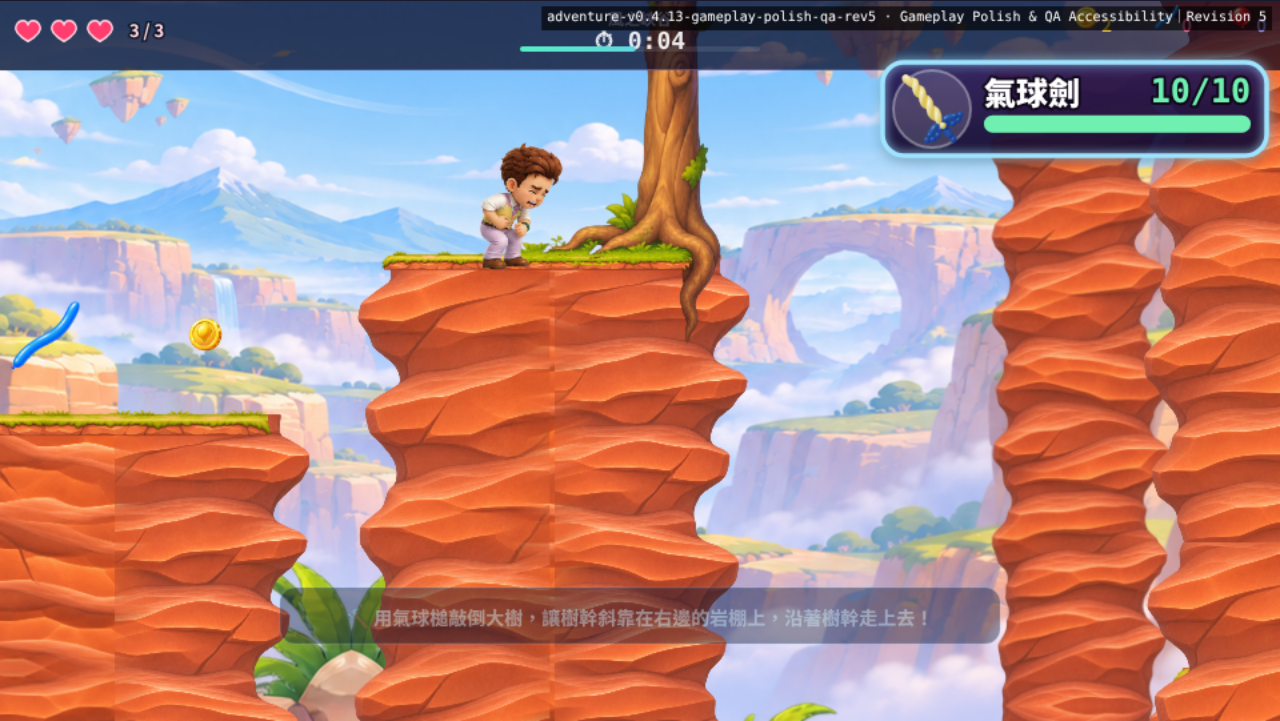 3/3
adventure-v0.4.13-gameplay-polish-qa-rev5 · Gameplay Polish & QA Accessibility | Revision 5
0:04
氣球劍 10/10
用氣球槌敲倒大樹，讓樹幹斜靠在右邊的岩棚上，沿著樹幹走上去！